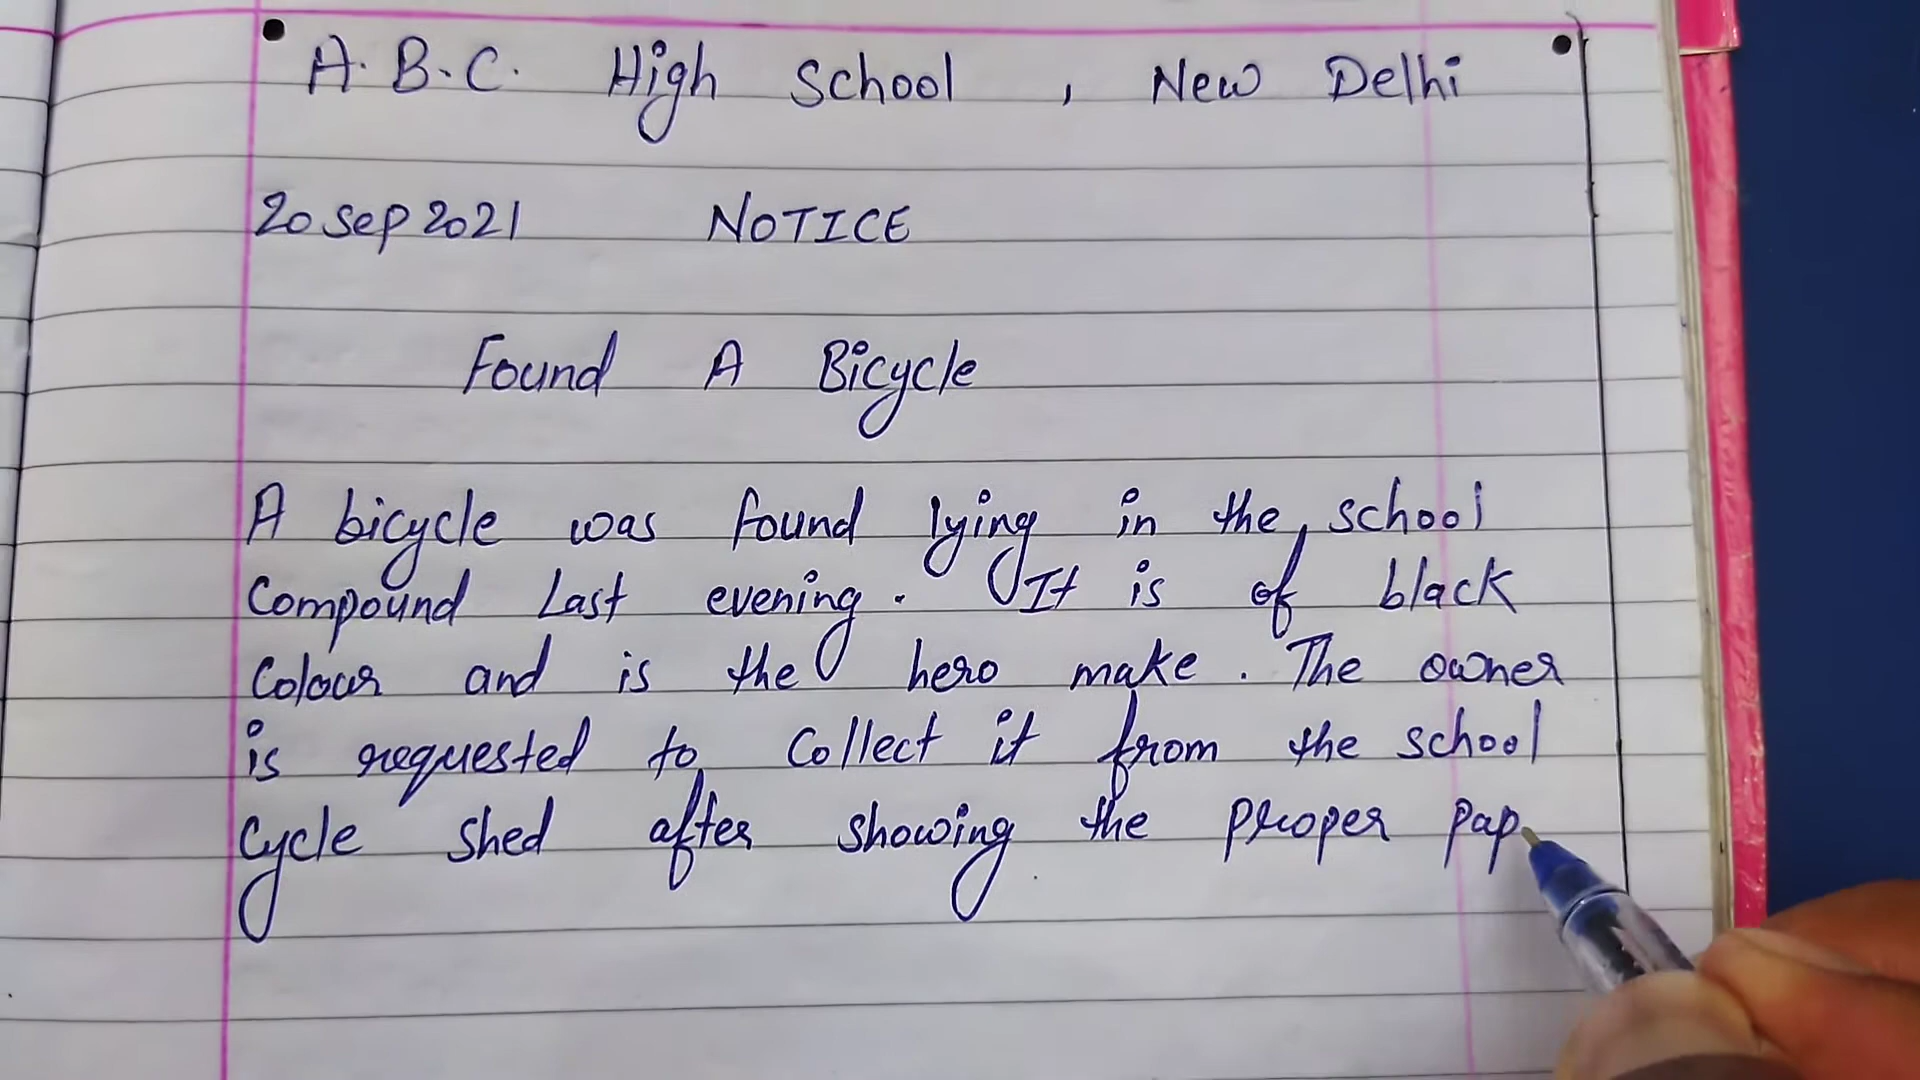 A.B.C. High School , New Delhi
20 Sep 2021 NOTICE
Found A Bicycle
A bicycle was found lying in the school
Compound Last evening. It is of black
Colour and is the hero make. The owner
is requested to Collect it from the school
Cycle shed after showing the proper pap